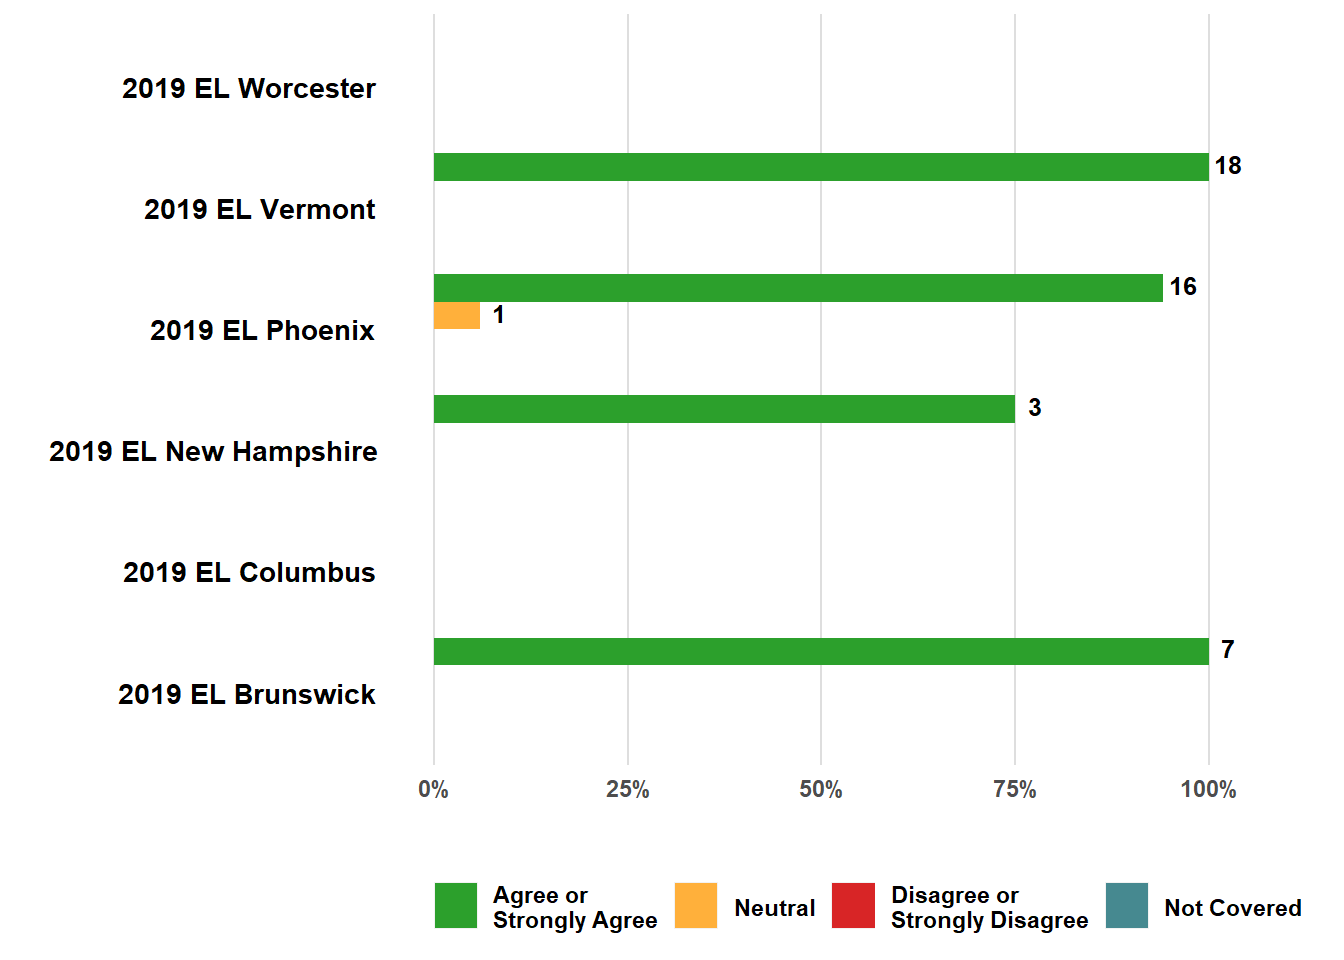 2019 EL Worcester
18
2019 EL Vermont
16
1
2019 EL Phoenix
3
2019 EL New Hampshire
2019 EL Columbus
7
2019 EL Brunswick
0% 25% 50% 75% 100%
Agree or
Strongly Agree
Neutral
Disagree or
Strongly Disagree
Not Covered